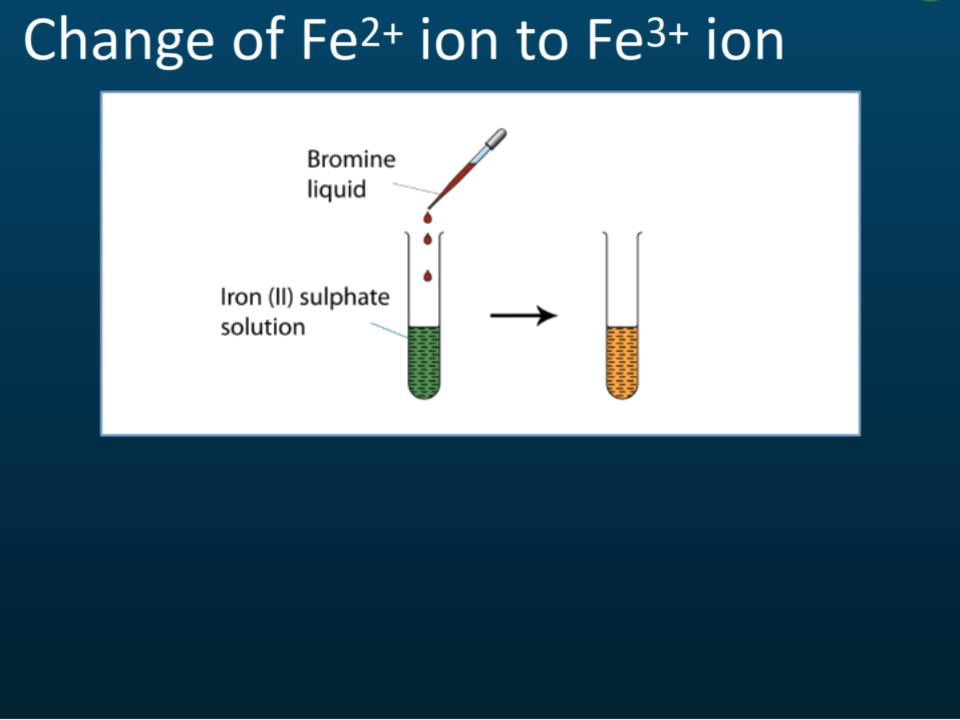 Change of Fe²⁺ ion to Fe³⁺ ion
Bromine
liquid
Iron (II) sulphate
solution